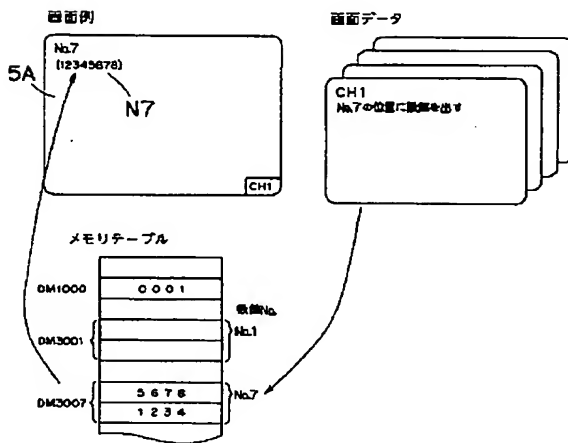 画面例
画面データ
No.7
(12345678)
5A
N7
CH1
CH1
No.7の位置に数値を出す
メモリテーブル
DM1000
0001
数値No.
DM3001
No.1
DM3007
5678
No.7
1234